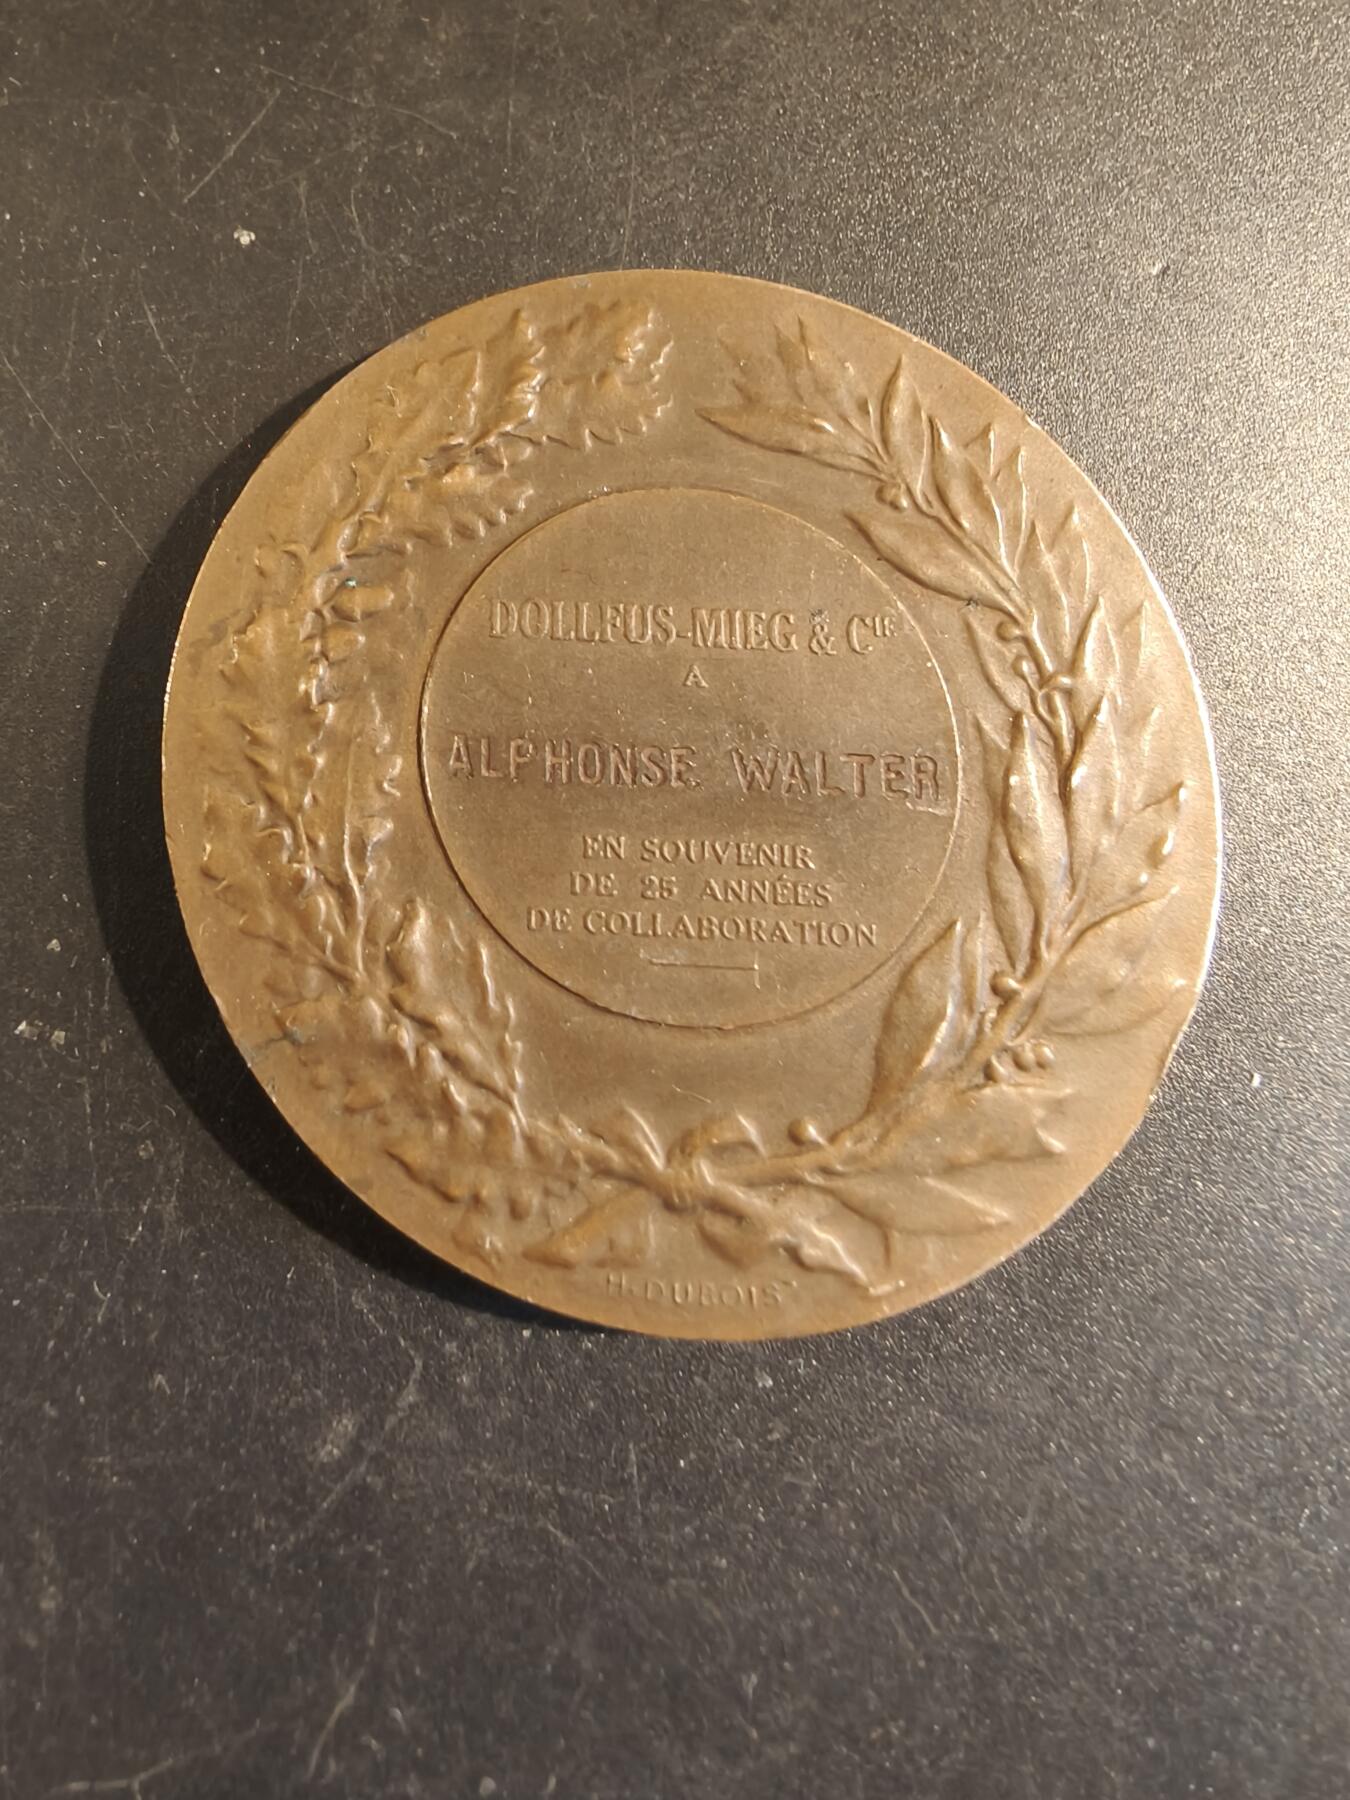 DOLLFUS-MIEG & CIE
A
ALPHONSE WALTER
EN SOUVENIR
DE 25 ANNÉES
DE COLLABORATION
H. DUBOIS